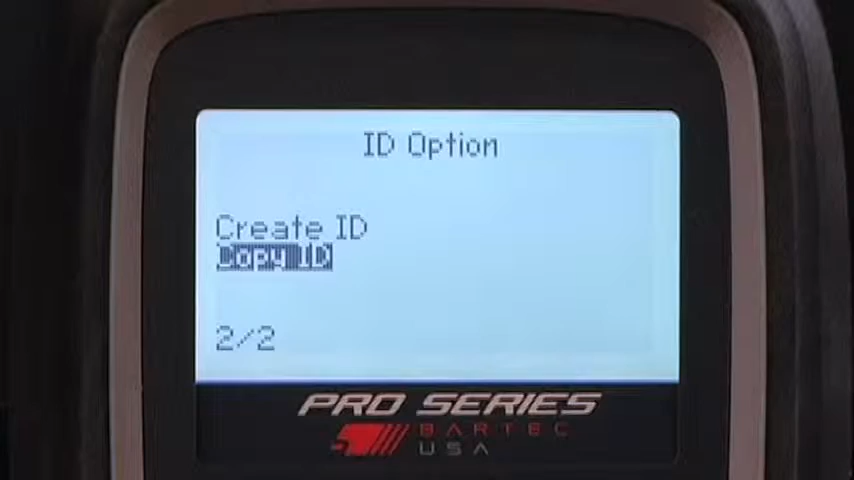 ID Option
Create ID
Copy ID
2/2
PRO SERIES
BARTEC
USA